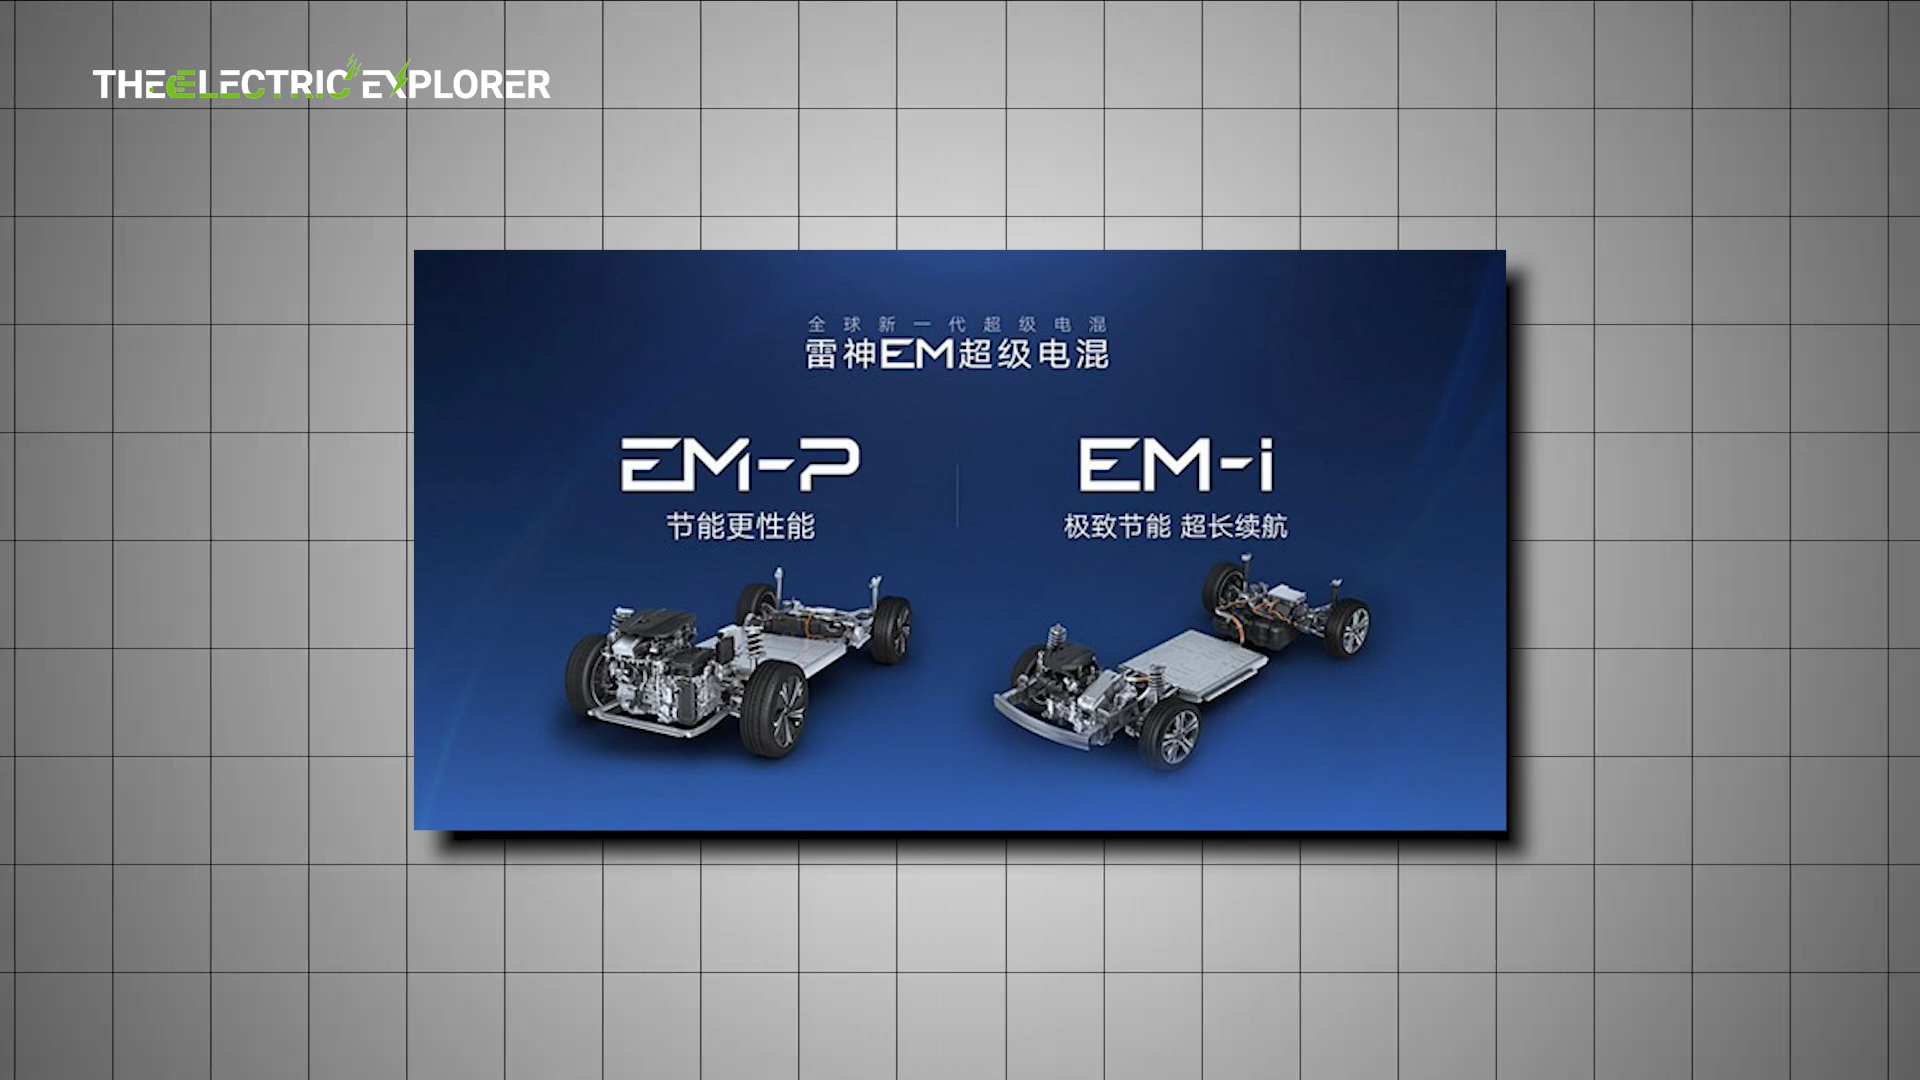 THE ELECTRIC EXPLORER
全球新一代超级电混
雷神EM超级电混
EM-P
节能更性能
EM-i
极致节能 超长续航